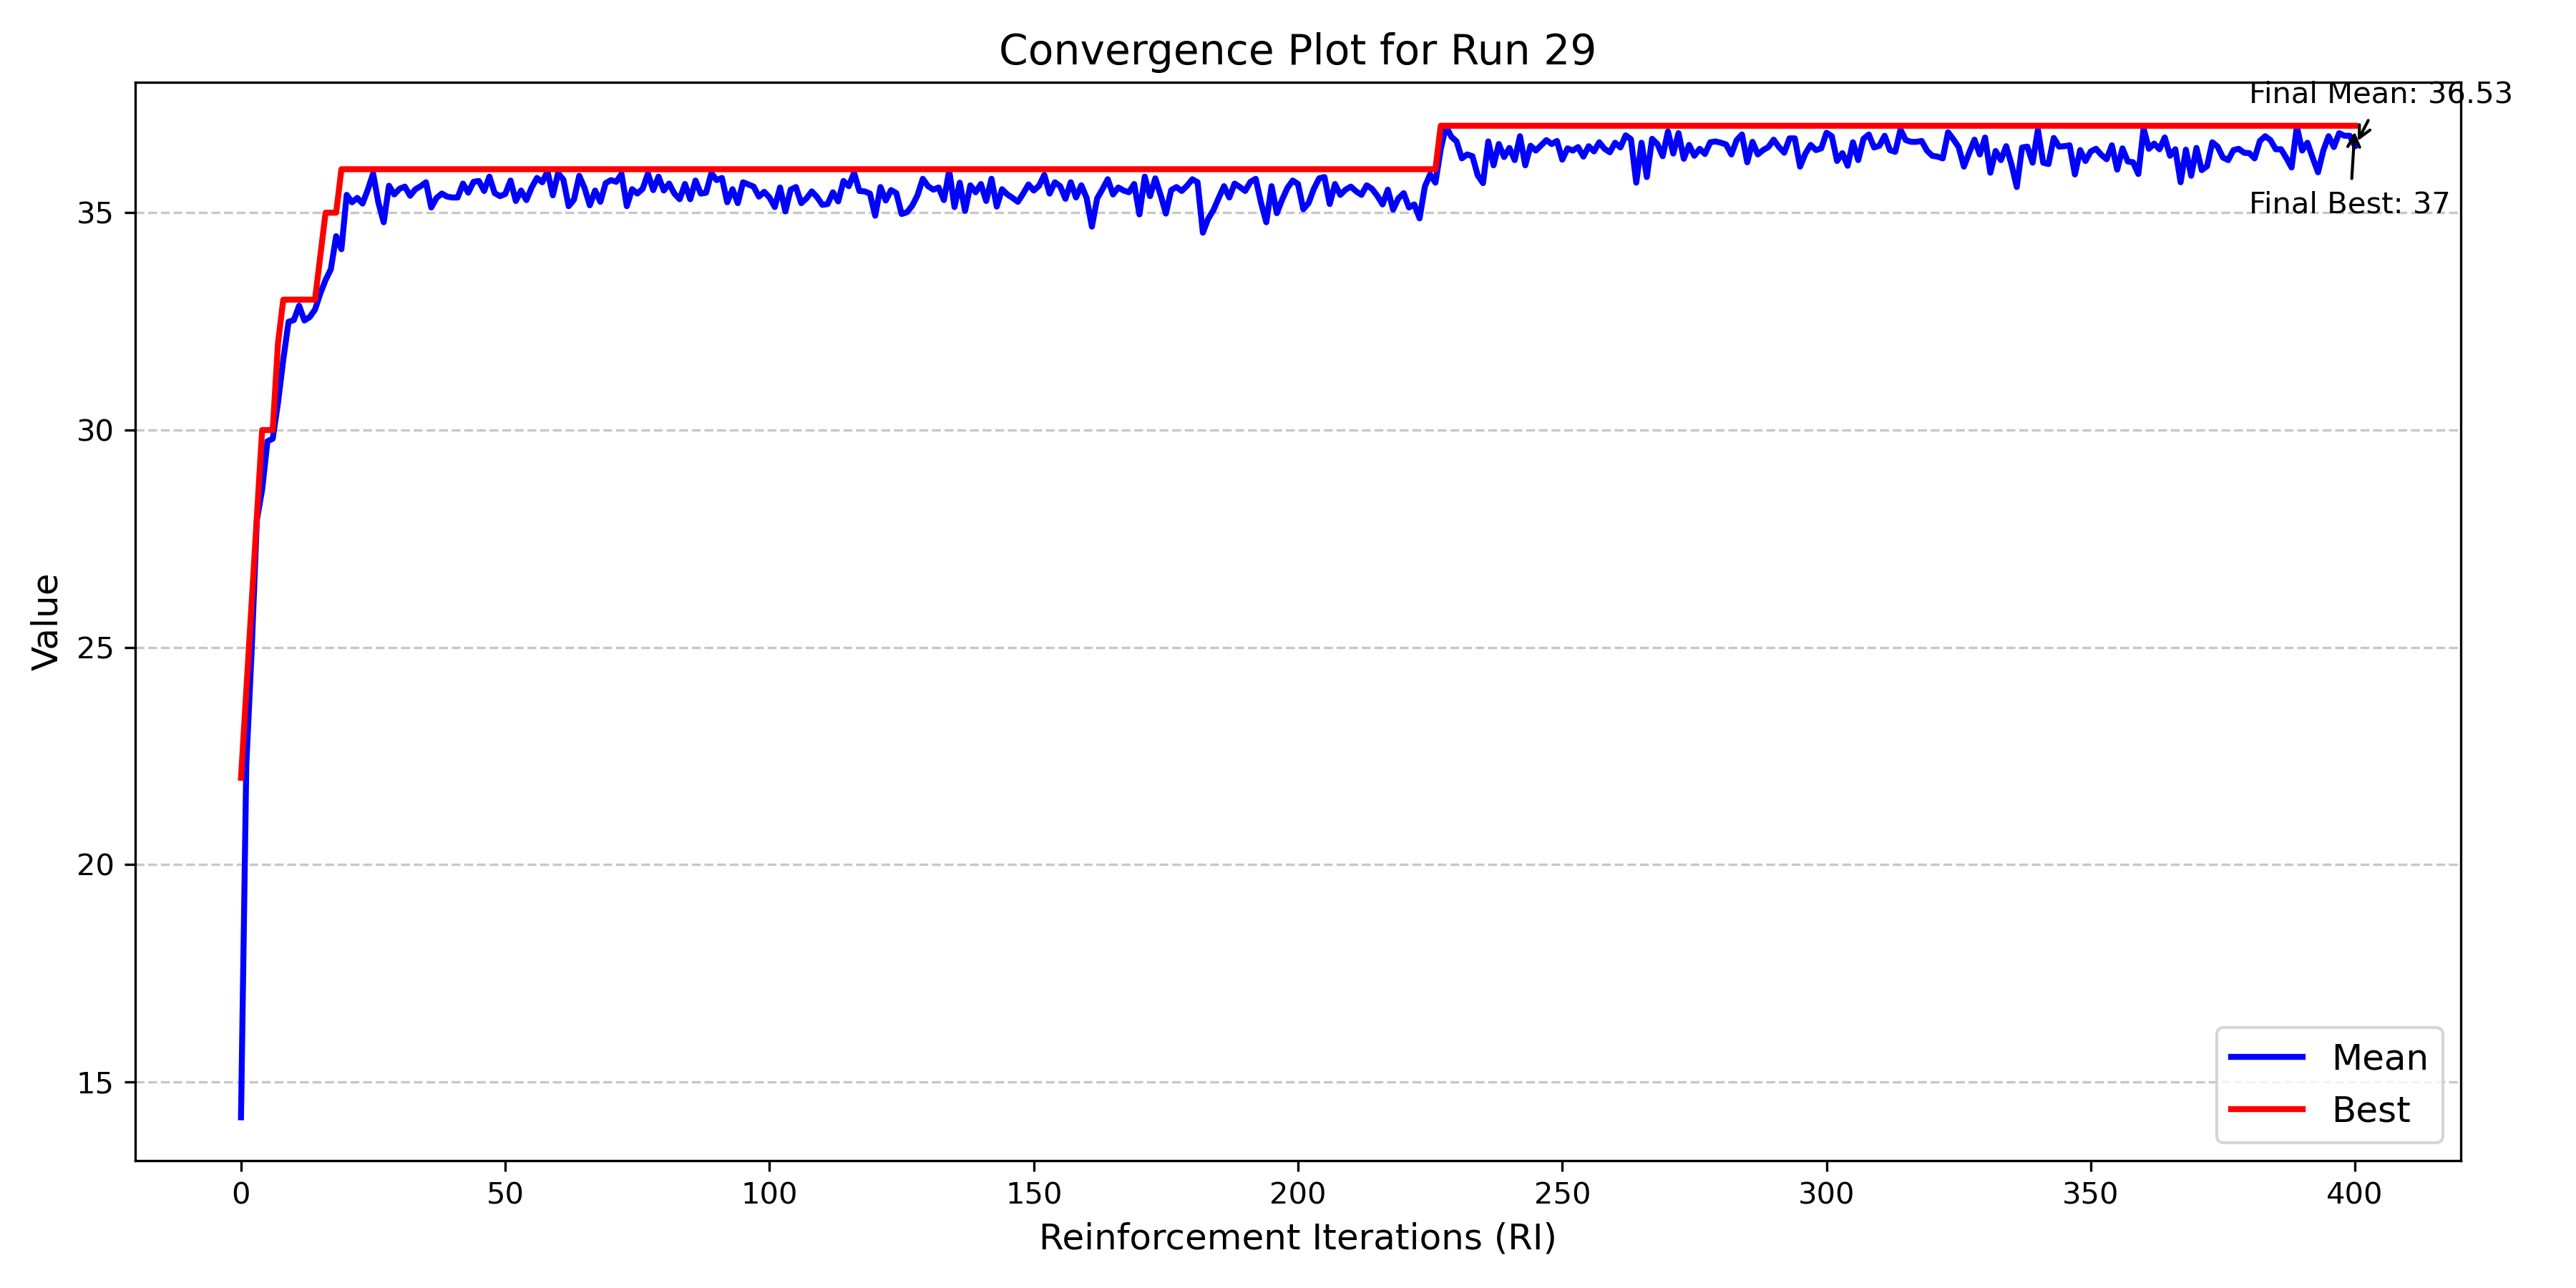 Convergence Plot for Run 29
Final Mean: 36.53
Final Best: 37
Value
35
30
25
20
15
0 50 100 150 200 250 300 350 400
Reinforcement Iterations (RI)
Mean
Best